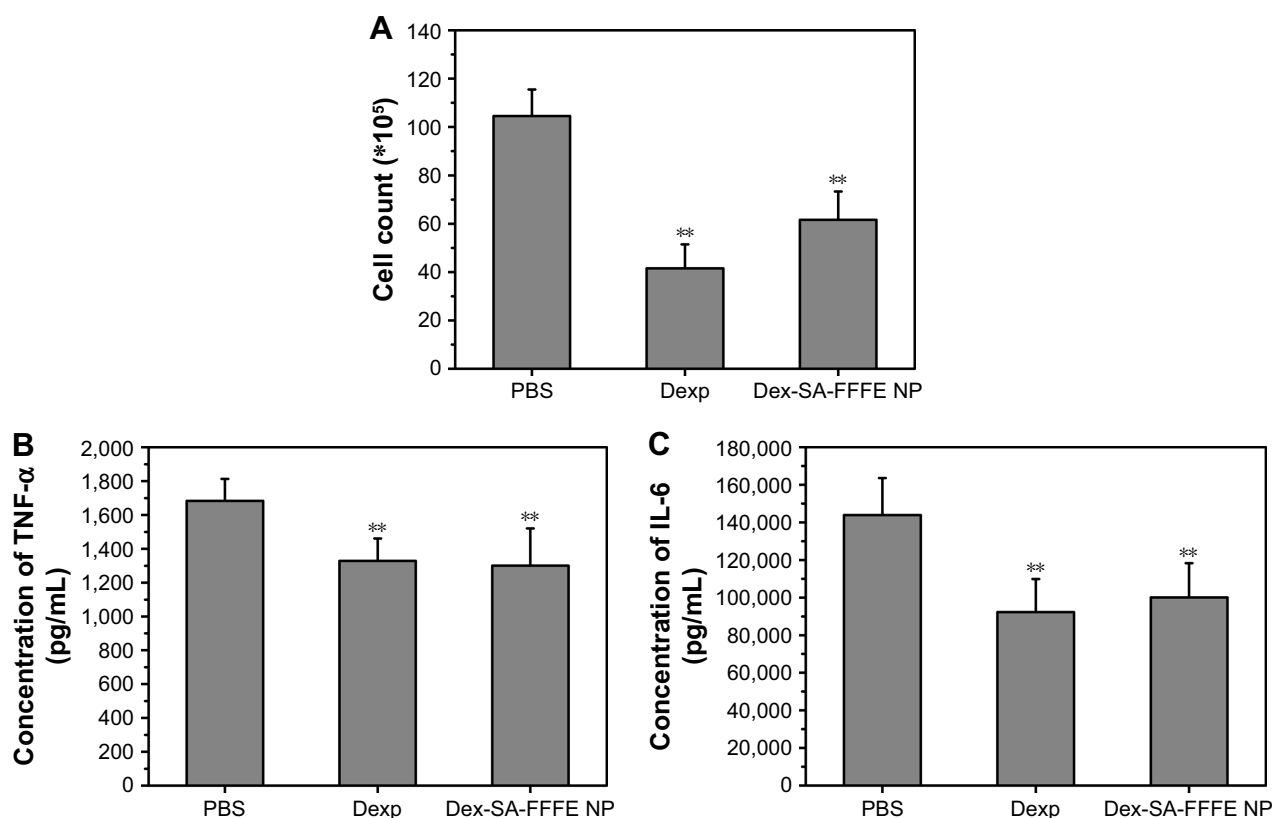 A
Cell count (*10⁵)
140
120
100
80
60
40
20
0
**
**
PBS
Dexp
Dex-SA-FFFE NP
B
Concentration of TNF-α
(pg/mL)
2,000
1,800
1,600
1,400
1,200
1,000
800
600
400
200
0
**
**
PBS
Dexp
Dex-SA-FFFE NP
C
Concentration of IL-6
(pg/mL)
180,000
160,000
140,000
120,000
100,000
80,000
60,000
40,000
20,000
0
**
**
PBS
Dexp
Dex-SA-FFFE NP